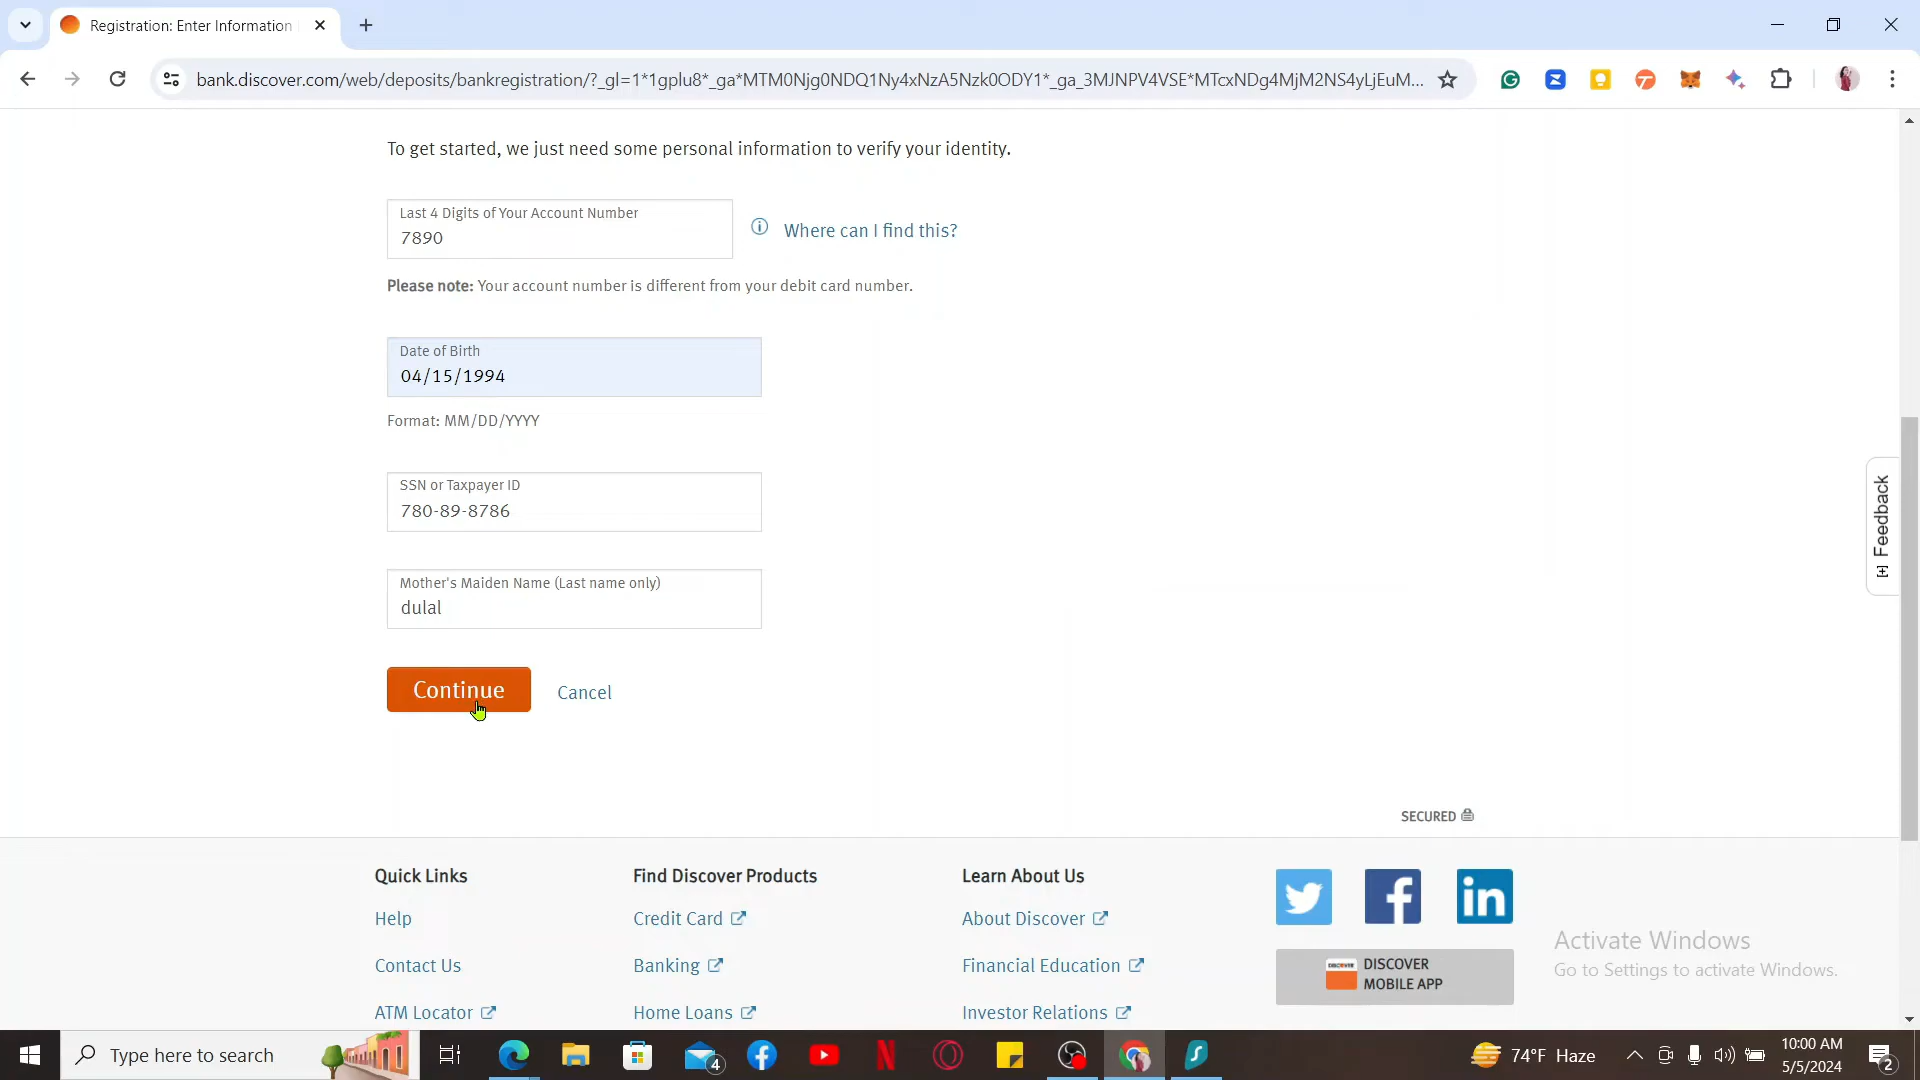 Registration: Enter Information
bank.discover.com/web/deposits/bankregistration/?_gl=1*1gplu8*_ga*MTM0Njg0NDQ1Ny4xNzA5Nzk0ODY1*_ga_3MJNPV4VSE*MTcxNDg4MjM2NS4yLjEuM...
To get started, we just need some personal information to verify your identity.
Last 4 Digits of Your Account Number
7890
Where can I find this?
Please note: Your account number is different from your debit card number.
Date of Birth
04/15/1994
Format: MM/DD/YYYY
SSN or Taxpayer ID
780-89-8786
Mother's Maiden Name (Last name only)
dulal
Continue
Cancel
[+] Feedback
SECURED
Quick Links
Find Discover Products
Learn About Us
Help
Credit Card
About Discover
Contact Us
Banking
Financial Education
ATM Locator
Home Loans
Investor Relations
DISCOVER
DISCOVER
MOBILE APP
Activate Windows
Go to Settings to activate Windows.
Type here to search
4
74°F Haze
10:00 AM
5/5/2024
2